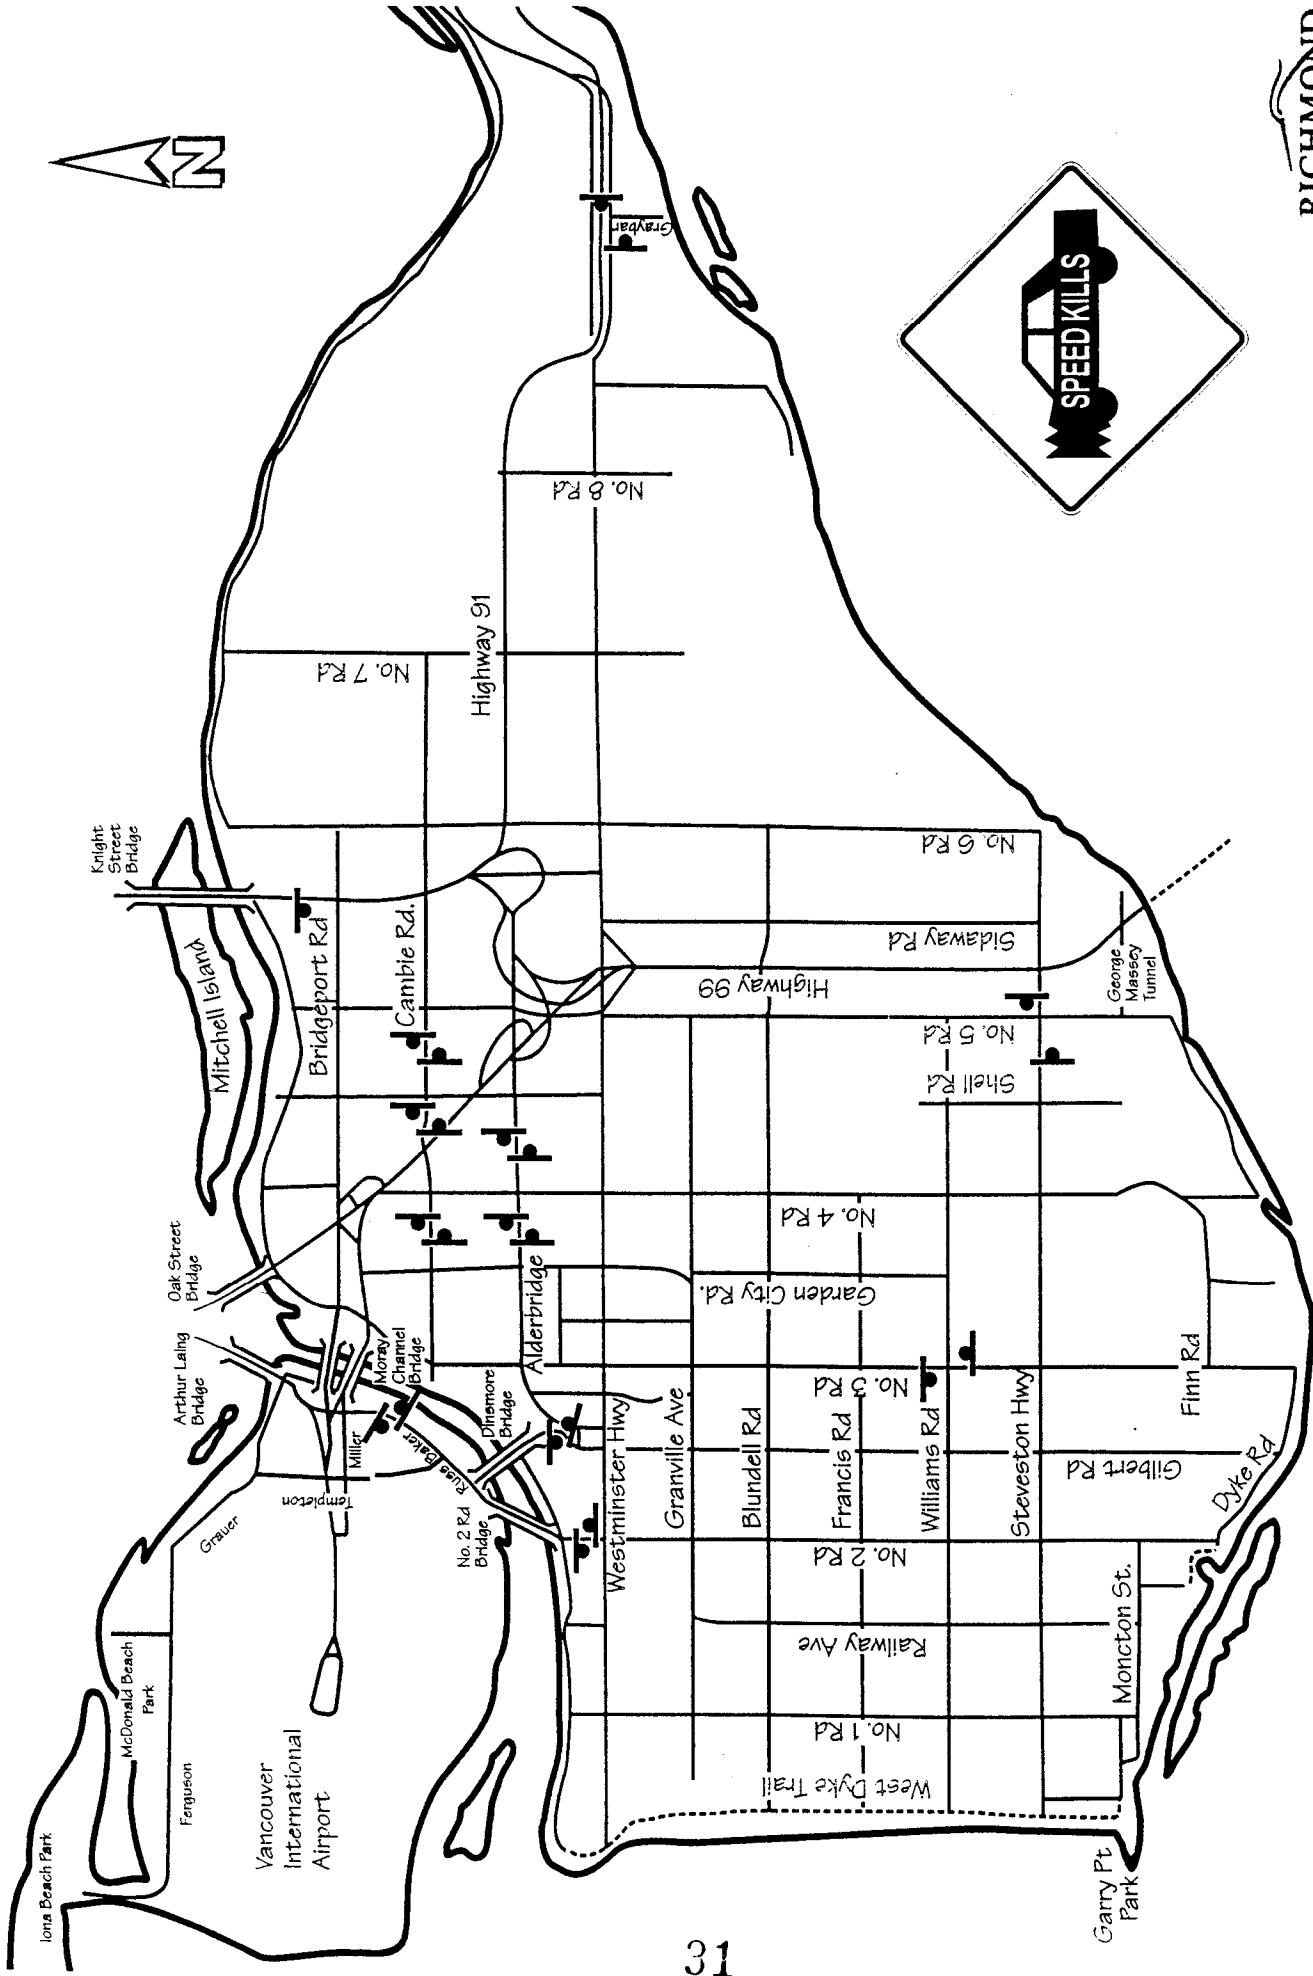 N
RICHMOND
SPEED KILLS
Graybar
No. 8 Rd
Highway 91
No. 7 Rd
Knight
Street
Bridge
Mitchell Island
Bridgeport Rd
Cambie Rd.
No. 6 Rd
Sidaway Rd
Highway 99
George
Massey
Tunnel
No. 5 Rd
Shell Rd
Oak Street
Bridge
No. 4 Rd
Arthur Laing
Bridge
Moray
Channel
Bridge
Alderbridge
Garden City Rd.
Dinsmore
Bridge
No. 3 Rd
Finn Rd
Miller
Russ Baker
Templeton
Grauer
No. 2 Rd
Bridge
Westminster Hwy
Granville Ave
Blundell Rd
Francis Rd
Williams Rd
Steveston Hwy
Gilbert Rd
Dyke Rd
No. 2 Rd
Railway Ave
Moncton St.
McDonald Beach
Park
Ferguson
Vancouver
International
Airport
No. 1 Rd
West Dyke Trail
Iona Beach Park
Garry Pt
Park
31